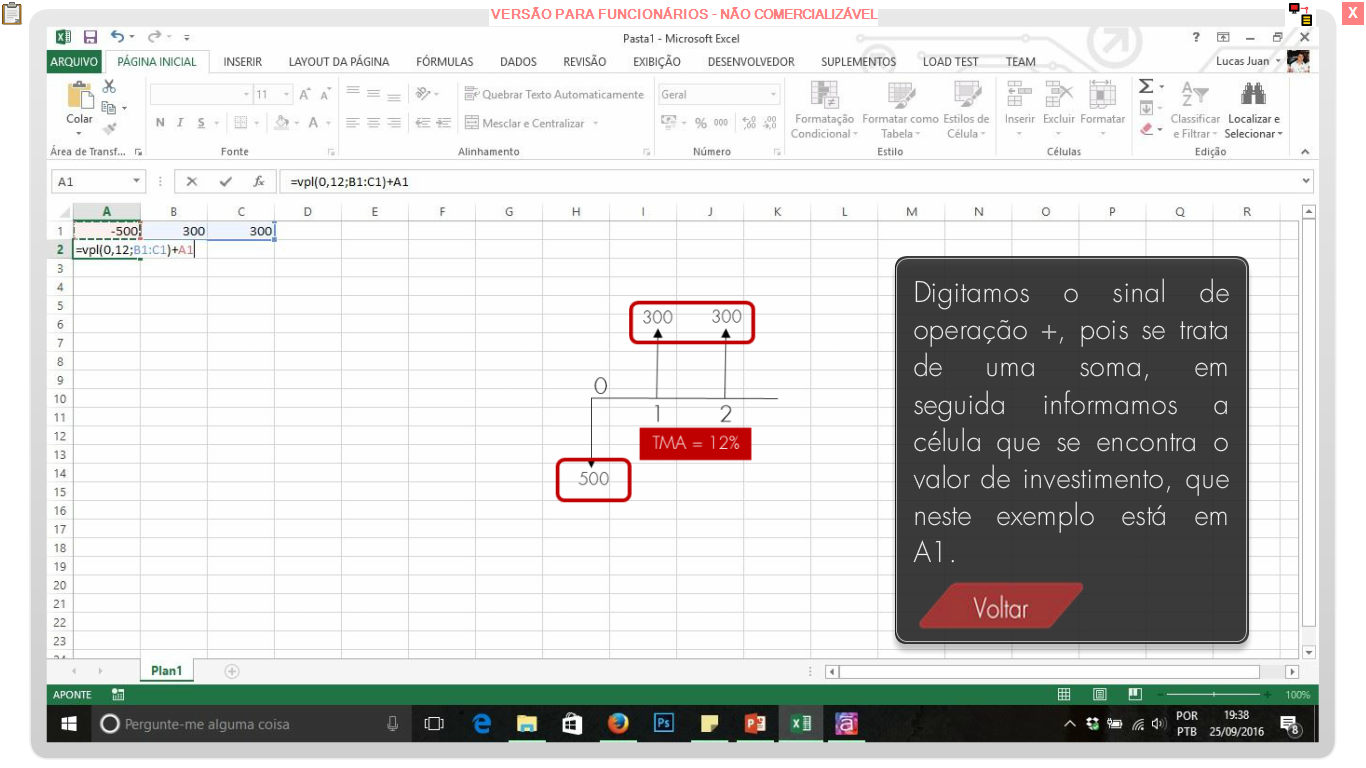 VERSÃO PARA FUNCIONÁRIOS - NÃO COMERCIALIZÁVEL
X
Pasta1 - Microsoft Excel
?
ARQUIVO PÁGINA INICIAL INSERIR LAYOUT DA PÁGINA FÓRMULAS DADOS REVISÃO EXIBIÇÃO DESENVOLVEDOR SUPLEMENTOS LOAD TEST TEAM Lucas Juan
Colar
11 A A
Quebrar Texto Automaticamente
Geral
Formatação Condicional
Formatar como Tabela
Estilos de Célula
Inserir Excluir Formatar
Classificar e Filtrar
Localizar e Selecionar
N I S A
Mesclar e Centralizar
% 000
Área de Transf... Fonte Alinhamento Número Estilo Células Edição
A1 fx =vpl(0,12;B1:C1)+A1
A B C D E F G H I J K L M N O P Q R
1 -500 300 300
2 =vpl(0,12;B1:C1)+A1
3
4
5
6
7
8
9
10
11
12
13
14
15
16
17
18
19
20
21
22
23
24
300 300
0
1 2
TMA = 12%
500
Digitamos o sinal de
operação +, pois se trata
de uma soma, em
seguida informamos a
célula que se encontra o
valor de investimento, que
neste exemplo está em
A1.
Voltar
Plan1
APONTE 100%
Pergunte-me alguma coisa
Ps
POR
PTB
19:38
25/09/2016
8